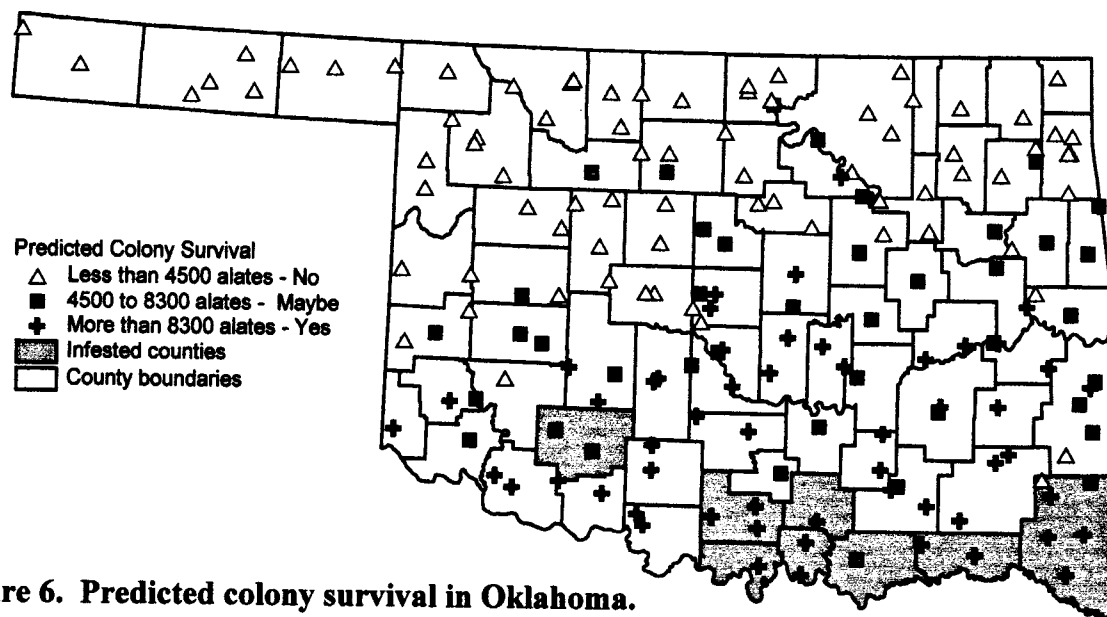 Predicted Colony Survival
Less than 4500 alates - No
4500 to 8300 alates - Maybe
More than 8300 alates - Yes
Infested counties
County boundaries
re 6. Predicted colony survival in Oklahoma.